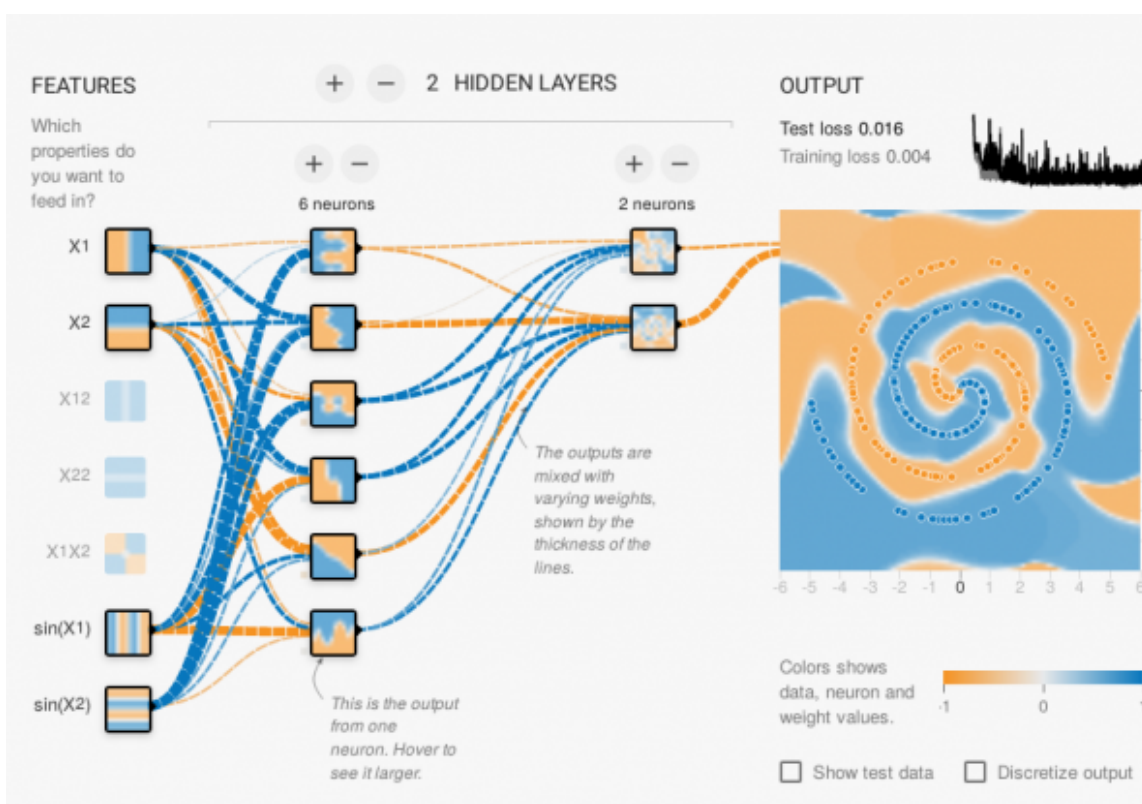 FEATURES
Which
properties do
you want to
feed in?
X1
X2
X12
X22
X1X2
sin(X1)
sin(X2)
+ − 2 HIDDEN LAYERS
+ −
6 neurons
+ −
2 neurons
This is the output
from one
neuron. Hover to
see it larger.
The outputs are
mixed with
varying weights,
shown by the
thickness of the
lines.
OUTPUT
Test loss 0.016
Training loss 0.004
-6 -5 -4 -3 -2 -1 0 1 2 3 4 5 6
Colors shows
data, neuron and
weight values.
-1 0 1
Show test data Discretize output